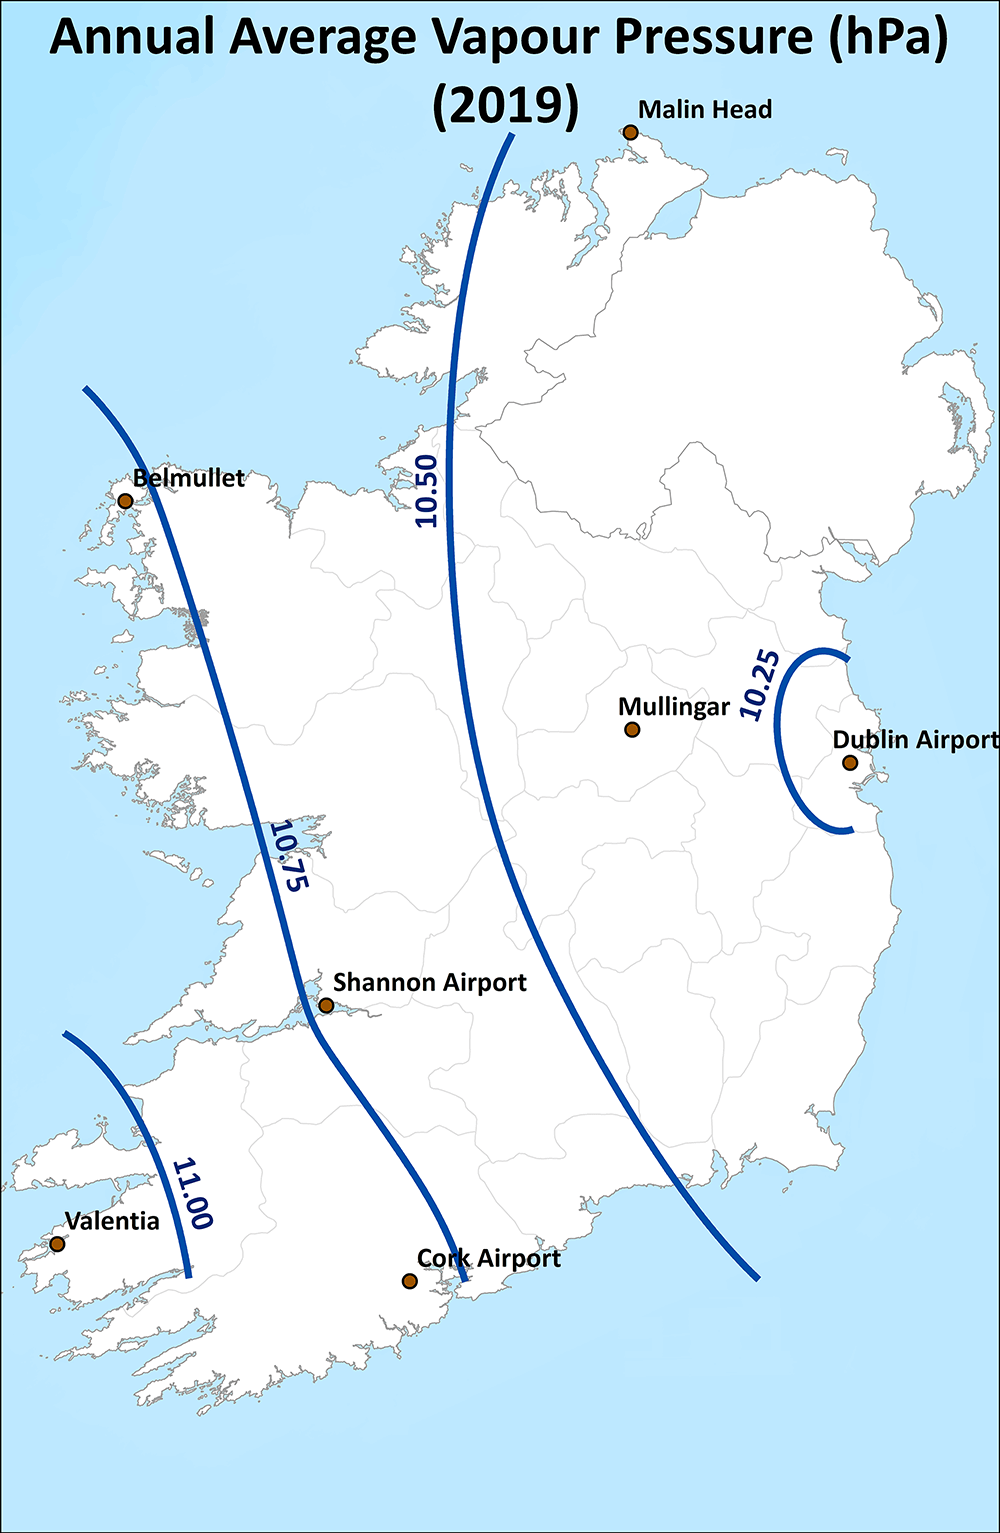 Annual Average Vapour Pressure (hPa)
(2019)
Malin Head
10.50
Belmullet
10.25
Mullingar
Dublin Airport
10.75
Shannon Airport
11.00
Valentia
Cork Airport